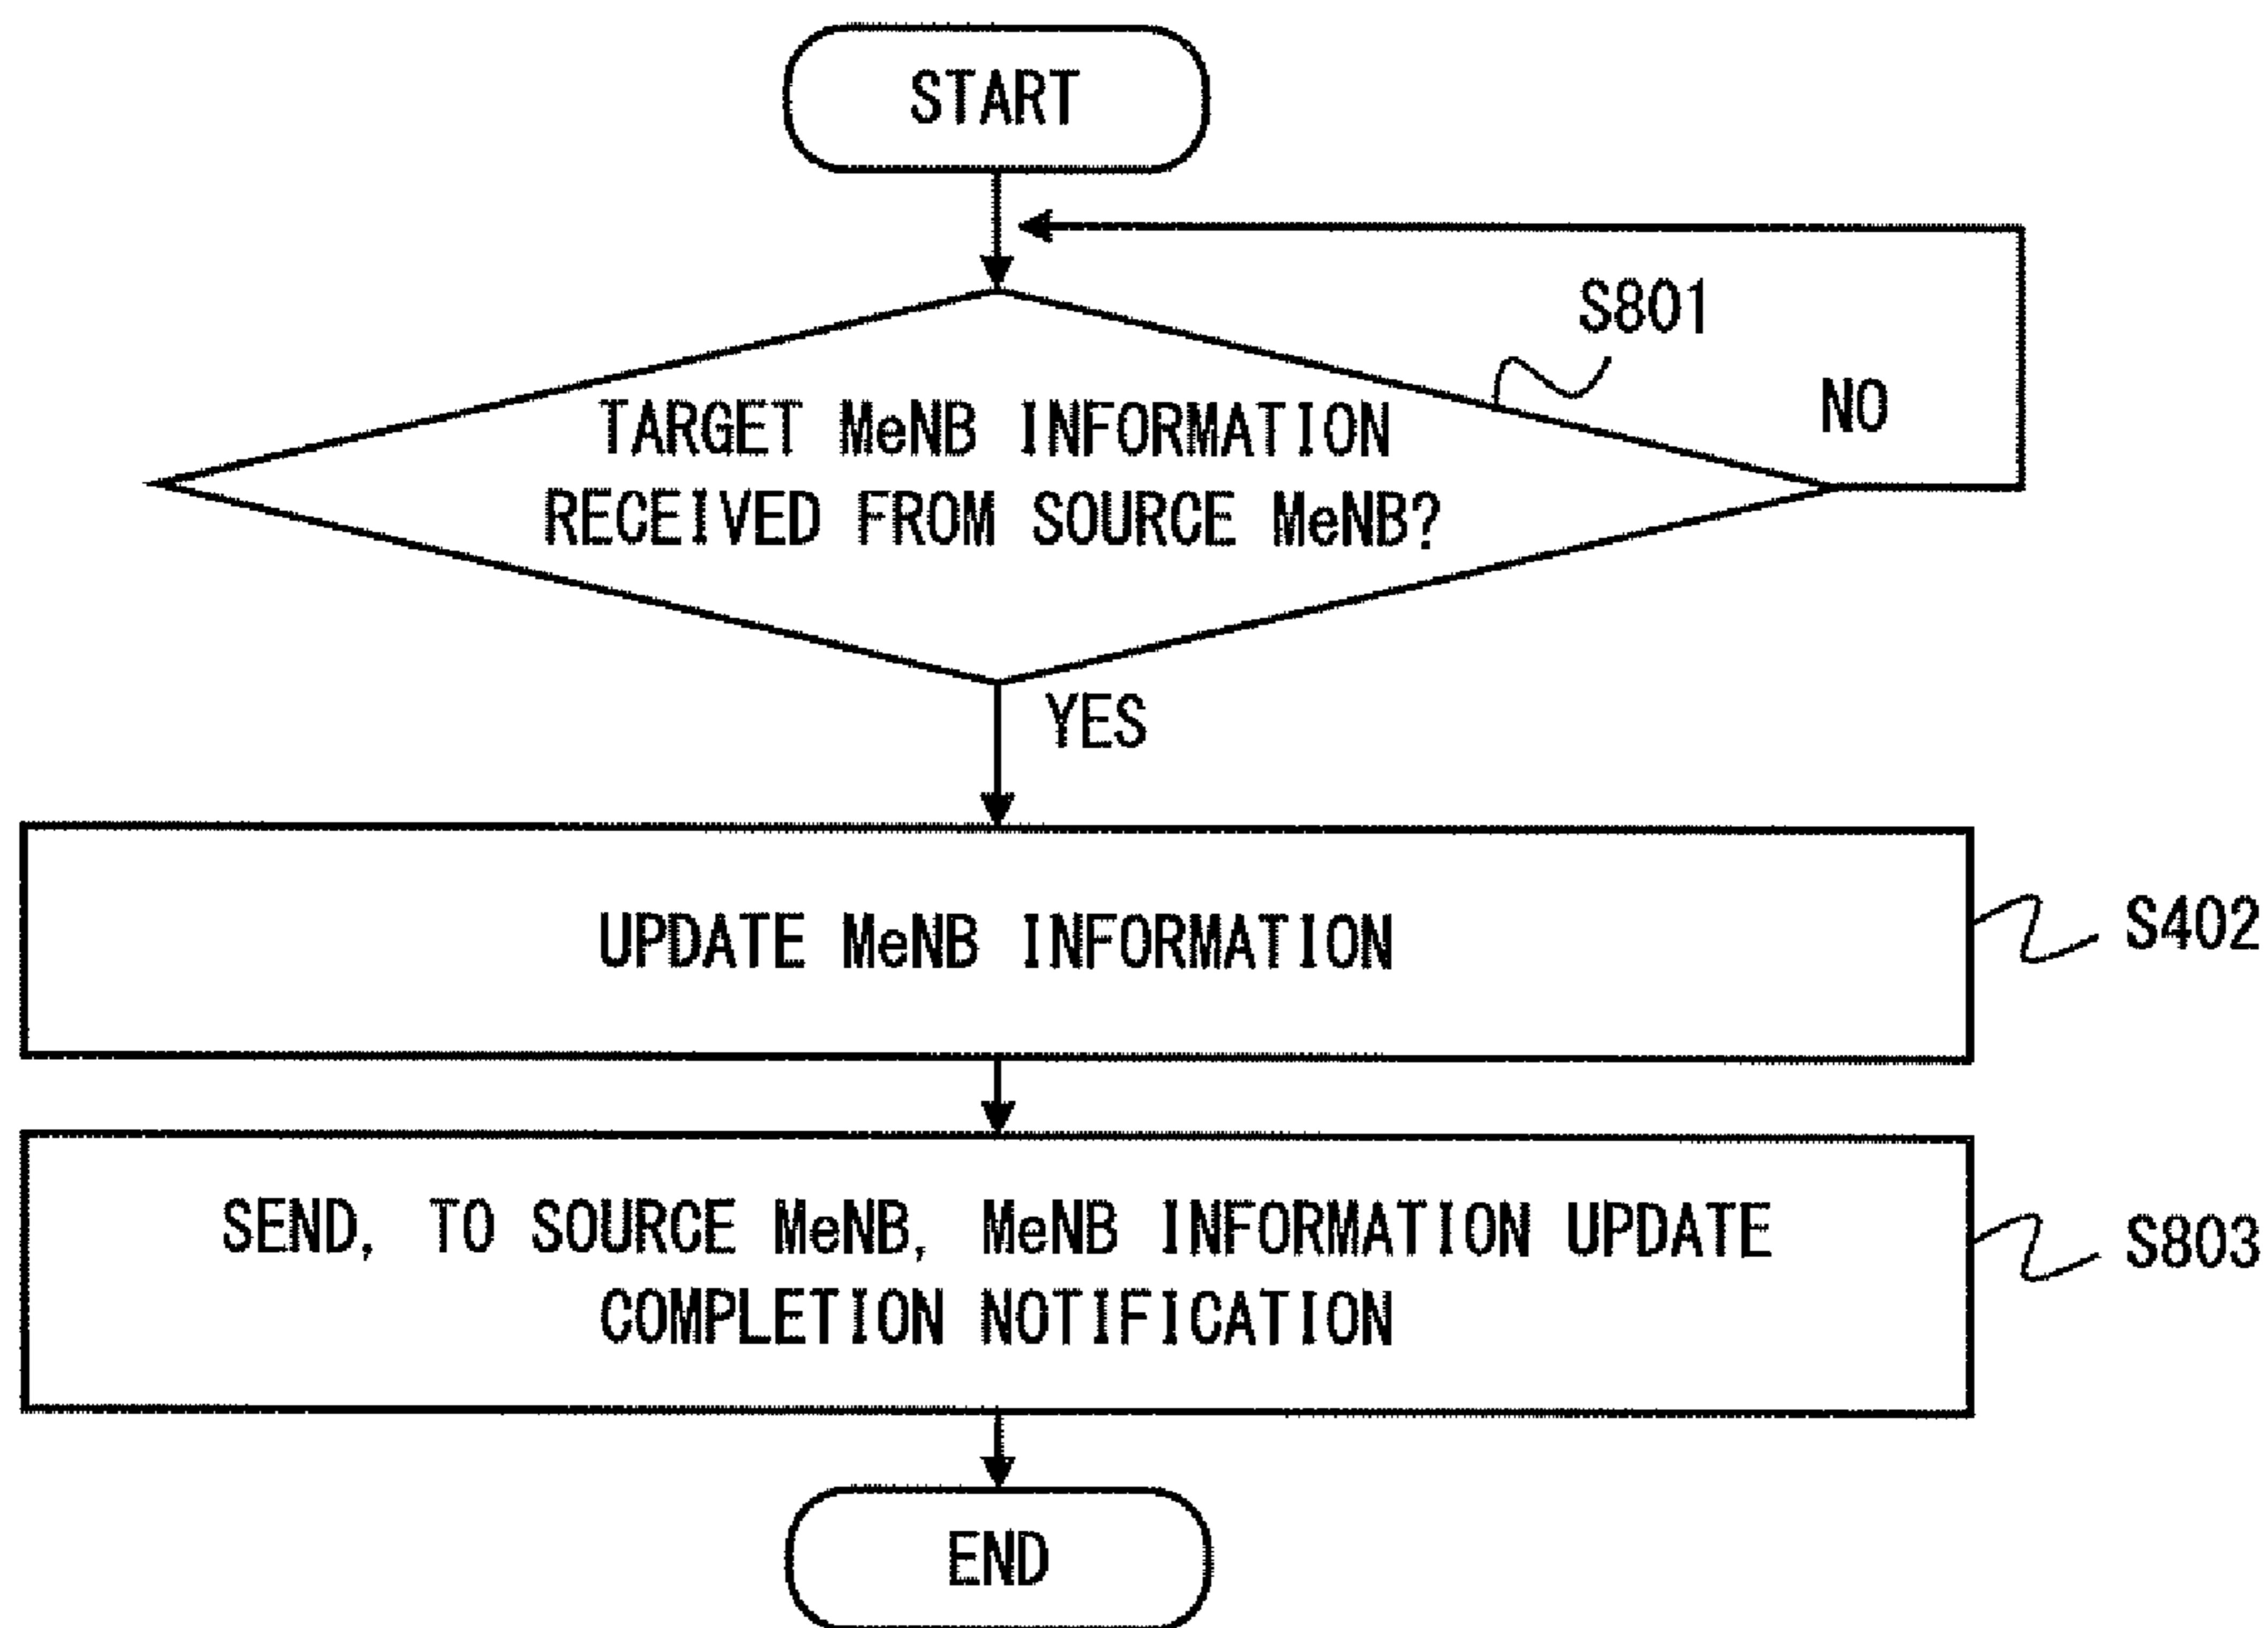 START
S801
NO
TARGET MeNB INFORMATION
RECEIVED FROM SOURCE MeNB?
YES
UPDATE MeNB INFORMATION
S402
SEND, TO SOURCE MeNB, MeNB INFORMATION UPDATE
COMPLETION NOTIFICATION
S803
END